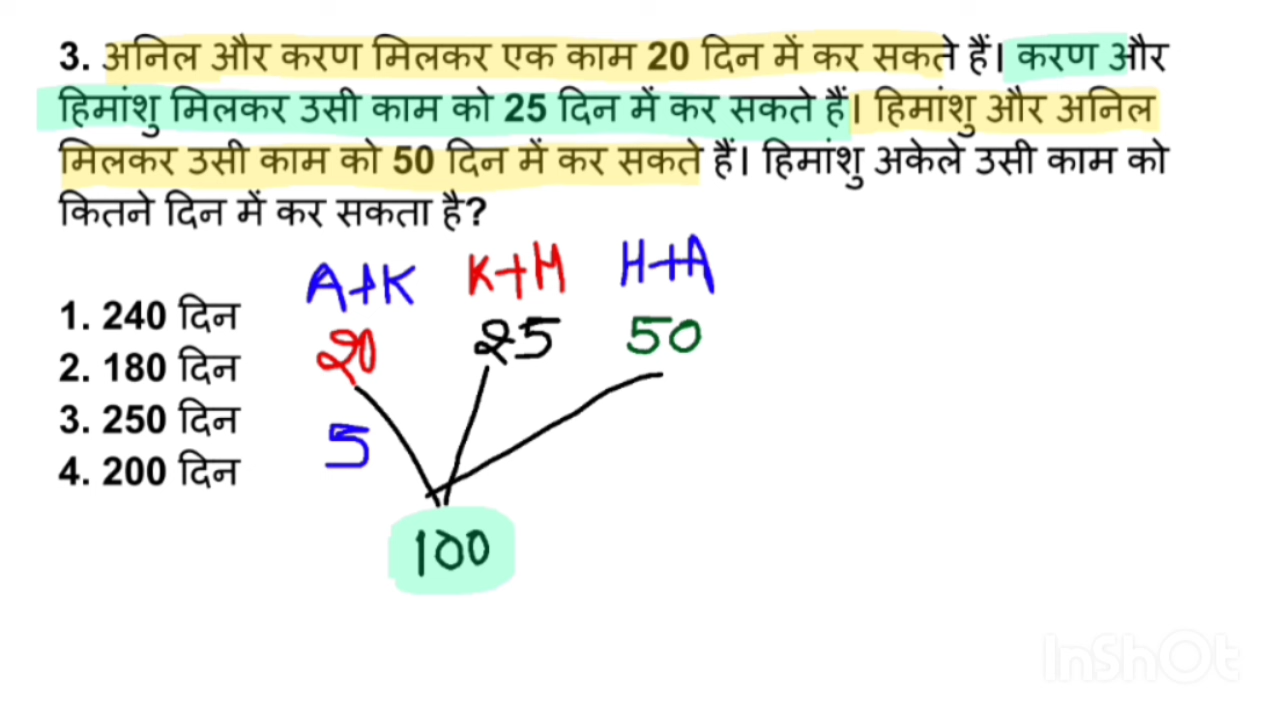 3. अनिल और करण मिलकर एक काम 20 दिन में कर सकते हैं। करण और
हिमांशु मिलकर उसी काम को 25 दिन में कर सकते हैं। हिमांशु और अनिल
मिलकर उसी काम को 50 दिन में कर सकते हैं। हिमांशु अकेले उसी काम को
कितने दिन में कर सकता है?
A+K K+H H+A
1. 240 दिन
20 25 50
2. 180 दिन
3. 250 दिन
5
4. 200 दिन
100
InShOt